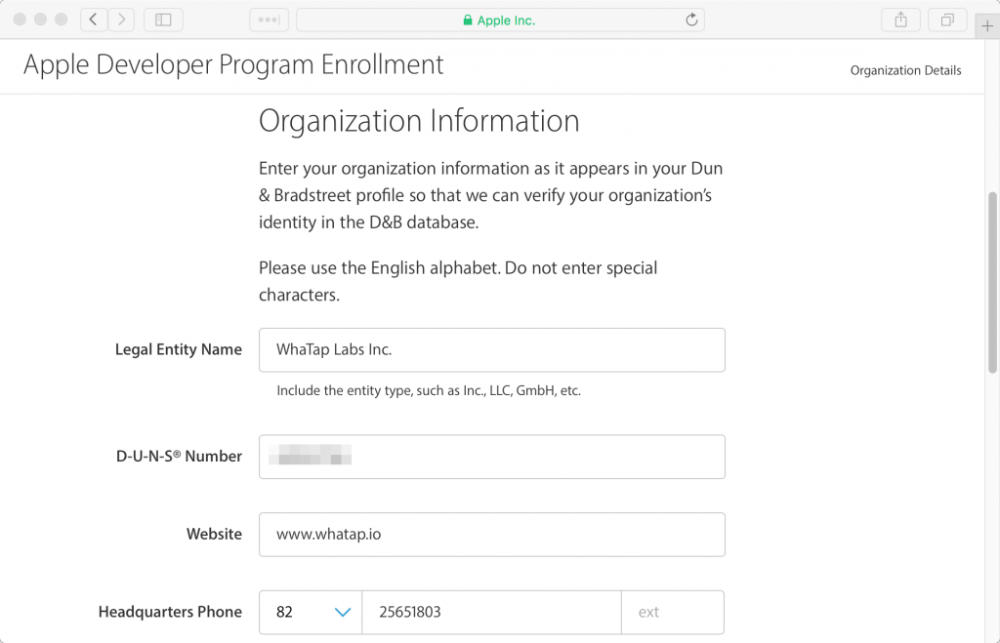 Apple Inc.
Apple Developer Program Enrollment
Organization Details
Organization Information
Enter your organization information as it appears in your Dun
& Bradstreet profile so that we can verify your organization's
identity in the D&B database.
Please use the English alphabet. Do not enter special
characters.
Legal Entity Name
WhaTap Labs Inc.
Include the entity type, such as Inc., LLC, GmbH, etc.
D-U-N-S® Number
Website
www.whatap.io
Headquarters Phone
82
25651803
ext